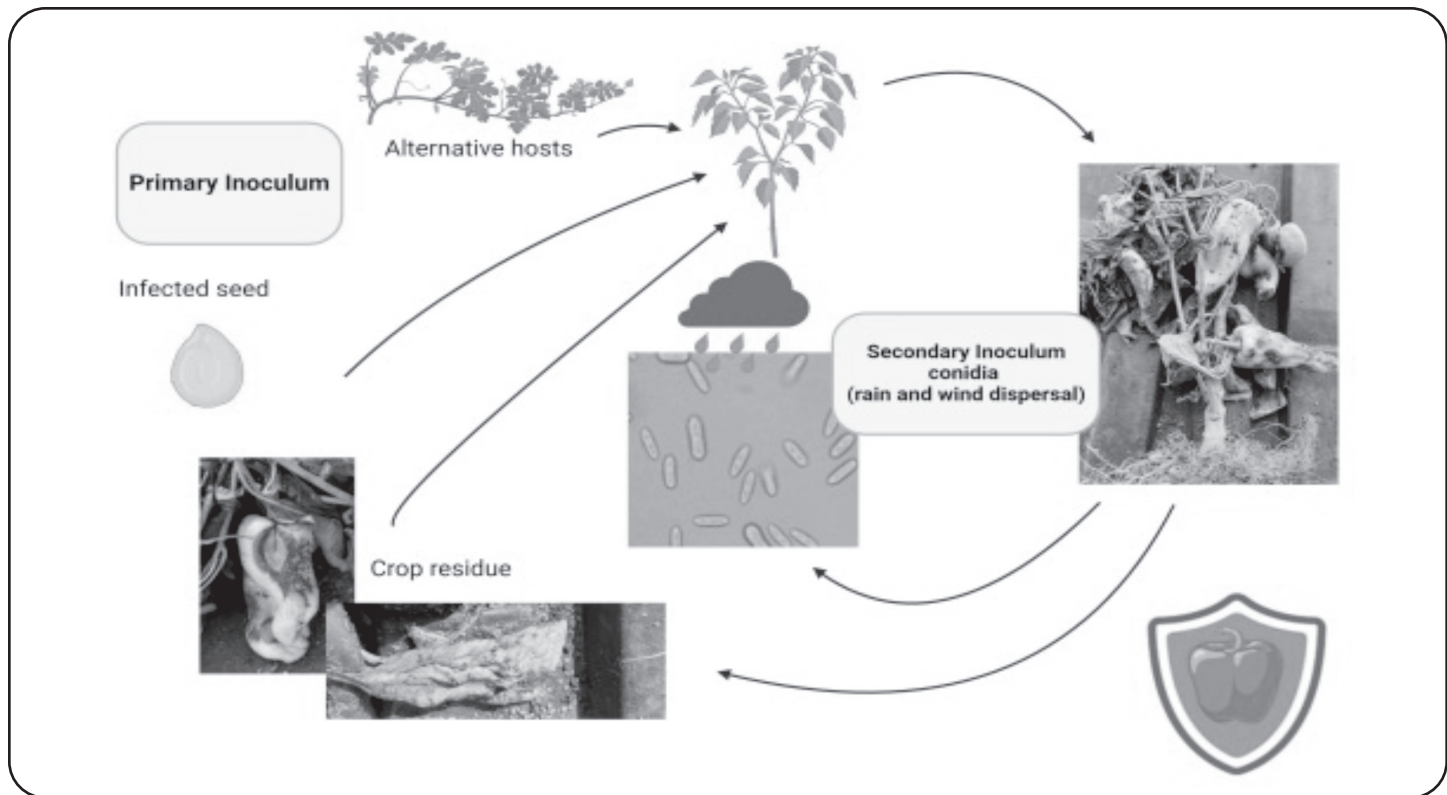 Alternative hosts
Primary Inoculum
Infected seed
Secondary Inoculum
conidia
(rain and wind dispersal)
Crop residue